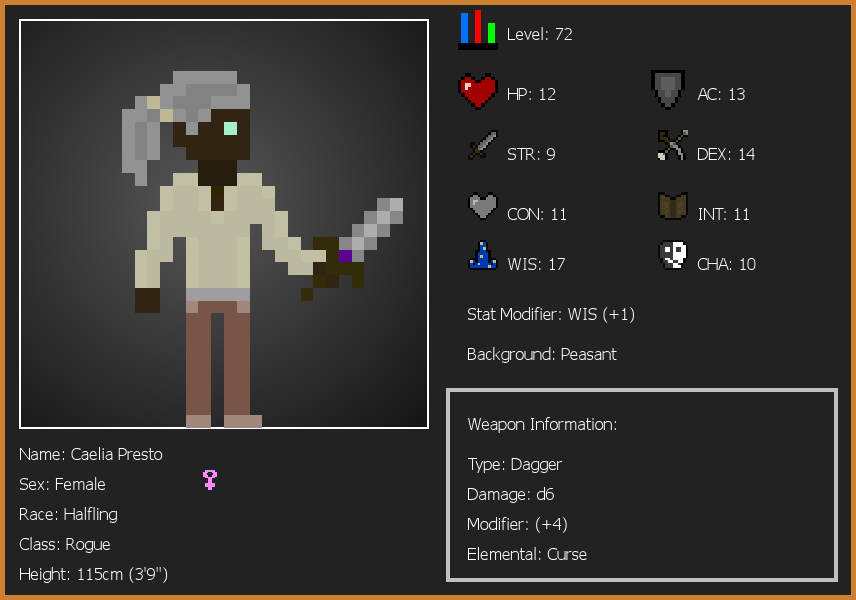 Level: 72
HP: 12
AC: 13
STR: 9
DEX: 14
CON: 11
INT: 11
WIS: 17
CHA: 10
Stat Modifier: WIS (+1)
Background: Peasant
Weapon Information:
Type: Dagger
Damage: d6
Modifier: (+4)
Elemental: Curse
Name: Caelia Presto
Sex: Female
Race: Halfling
Class: Rogue
Height: 115cm (3'9")